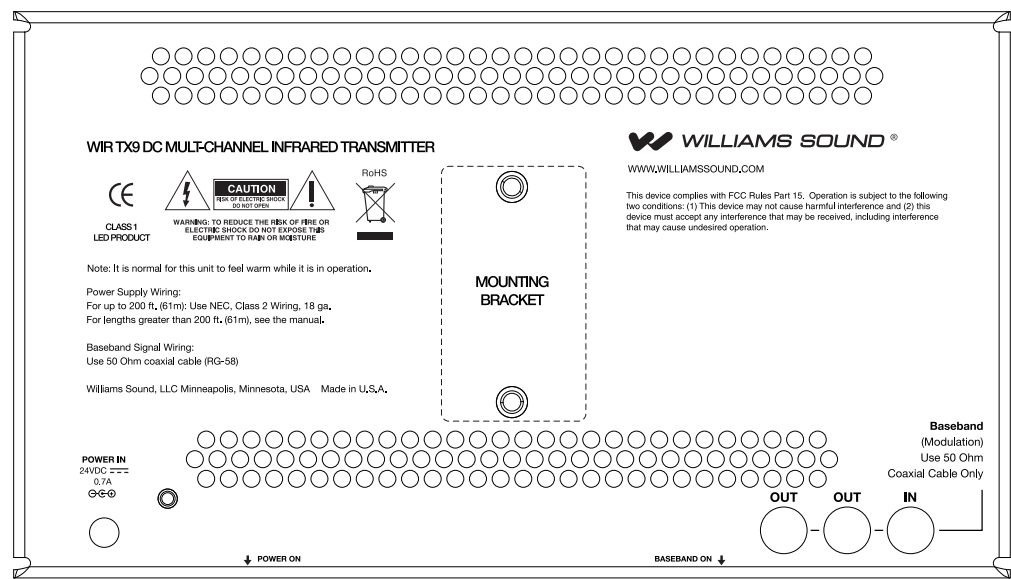 WIR TX9 DC MULT-CHANNEL INFRARED TRANSMITTER
CE
CLASS 1
LED PRODUCT
CAUTION
RISK OF ELECTRIC SHOCK
DO NOT OPEN
WARNING: TO REDUCE THE RISK OF FIRE OR
ELECTRIC SHOCK DO NOT EXPOSE THIS
EQUIPMENT TO RAIN OR MOISTURE
RoHS
Note: It is normal for this unit to feel warm while it is in operation.
Power Supply Wiring:
For up to 200 ft. (61m): Use NEC, Class 2 Wiring, 18 ga.
For lengths greater than 200 ft. (61m), see the manual.
Baseband Signal Wiring:
Use 50 Ohm coaxial cable (RG-58)
Williams Sound, LLC Minneapolis, Minnesota, USA Made in U.S.A.
MOUNTING
BRACKET
WILLIAMS SOUND ®
WWW.WILLIAMSSOUND.COM
This device complies with FCC Rules Part 15. Operation is subject to the following
two conditions: (1) This device may not cause harmful interference and (2) this
device must accept any interference that may be received, including interference
that may cause undesired operation.
POWER IN
24VDC
0.7A
Baseband
(Modulation)
Use 50 Ohm
Coaxial Cable Only
OUT OUT IN
POWER ON
BASEBAND ON